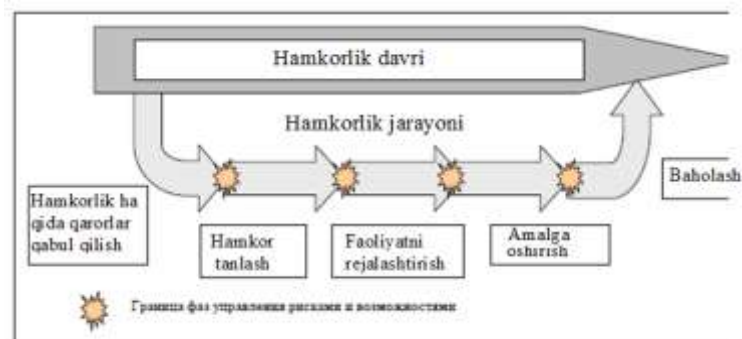 Hamkorlik davri
Hamkorlik jarayoni
Hamkorlik ha
qida qarorlar
qabul qilish
Hamkor
tanlash
Faoliyatni
rejalashtirish
Amalga
oshirish
Baholash
Граница фаз управления рисками и возможностями